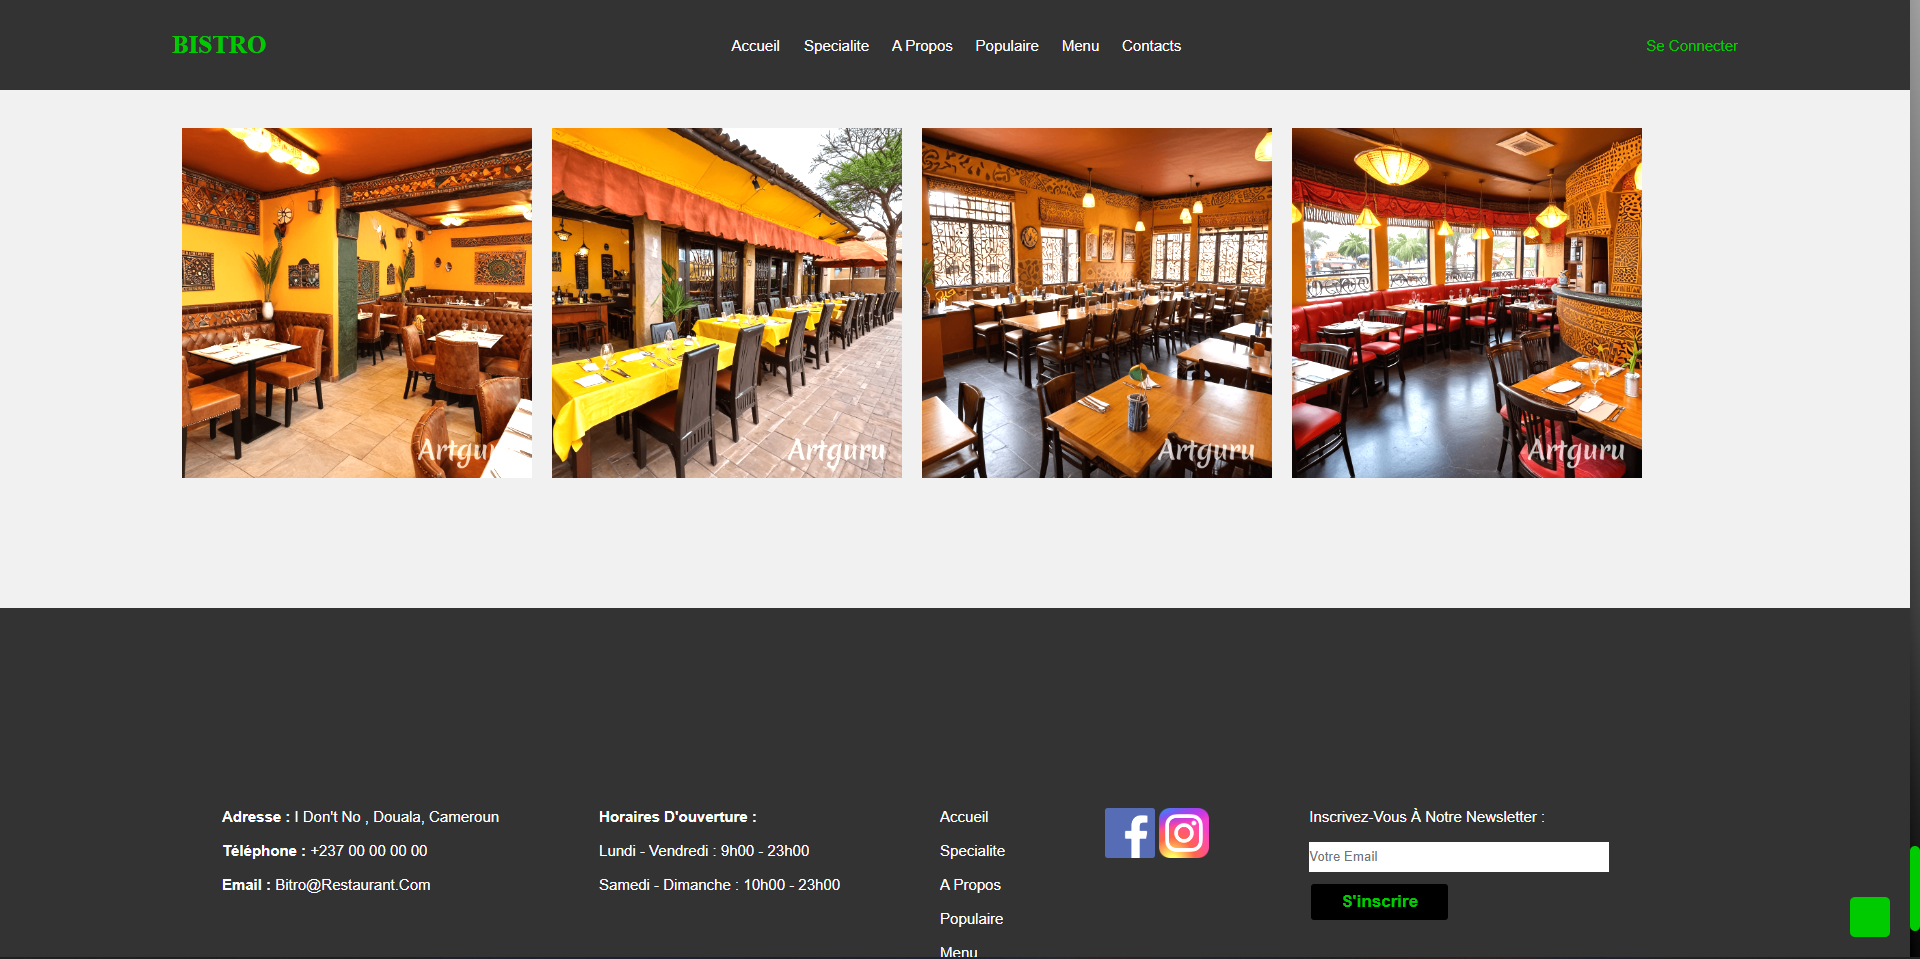 BISTRO
Accueil Specialite A Propos Populaire Menu Contacts
Se Connecter
Artgu
Artguru
Artguru
Artguru
Adresse : I Don't No , Douala, Cameroun
Téléphone : +237 00 00 00 00
Email : Bitro@Restaurant.Com
Horaires D'ouverture :
Lundi - Vendredi : 9h00 - 23h00
Samedi - Dimanche : 10h00 - 23h00
Accueil
Specialite
A Propos
Populaire
Menu
Inscrivez-Vous À Notre Newsletter :
Votre Email
S'inscrire